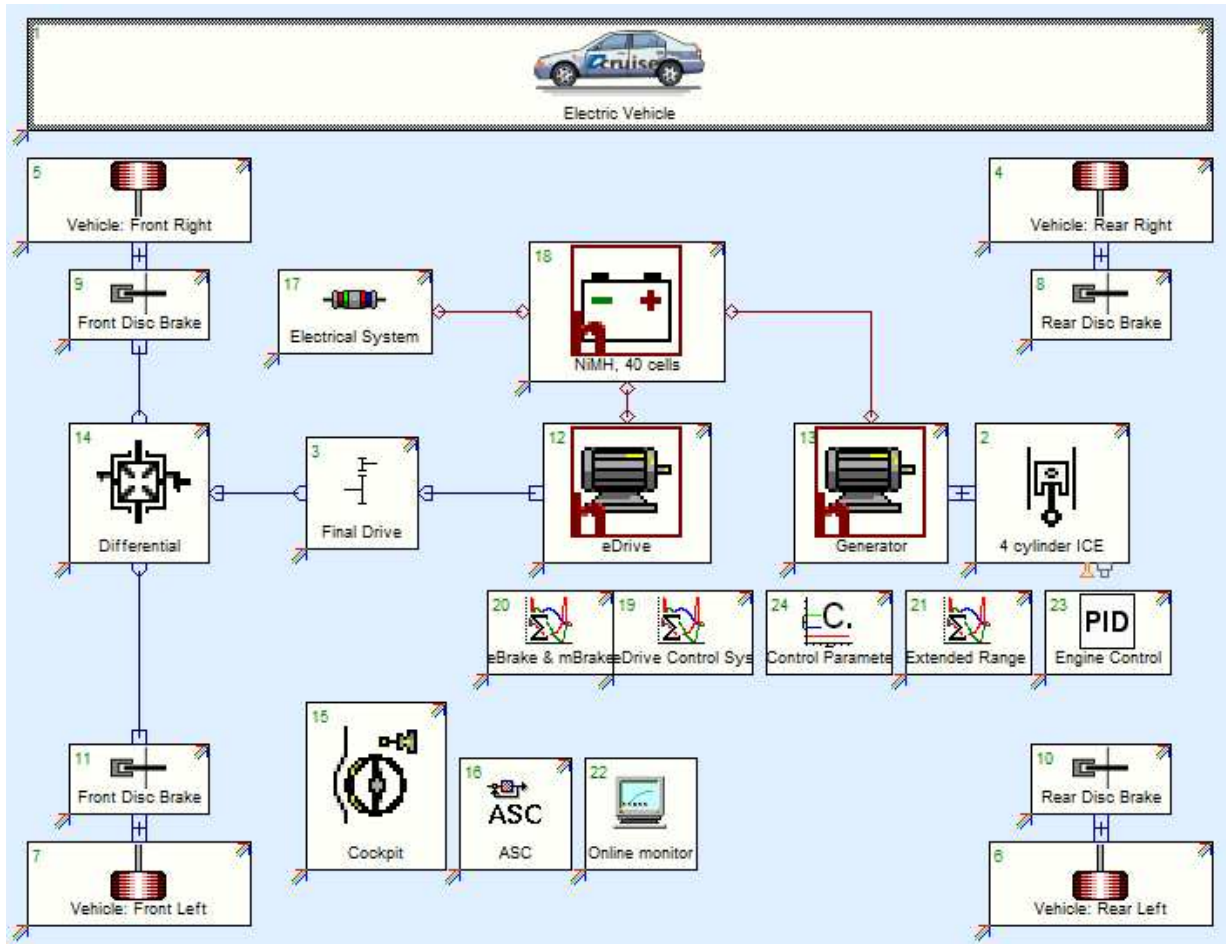 1
cruise
Electric Vehicle
5
Vehicle: Front Right
4
Vehicle: Rear Right
9
Front Disc Brake
17
Electrical System
18
NiMH, 40 cells
8
Rear Disc Brake
14
Differential
3
Final Drive
12
eDrive
13
Generator
2
4 cylinder ICE
20
eBrake & mBrake
19
eDrive Control Sys
24
C.
Control Paramete
21
Extended Range
23
PID
Engine Control
11
Front Disc Brake
15
Cockpit
16
ASC
ASC
22
Online monitor
10
Rear Disc Brake
7
Vehicle: Front Left
6
Vehicle: Rear Left